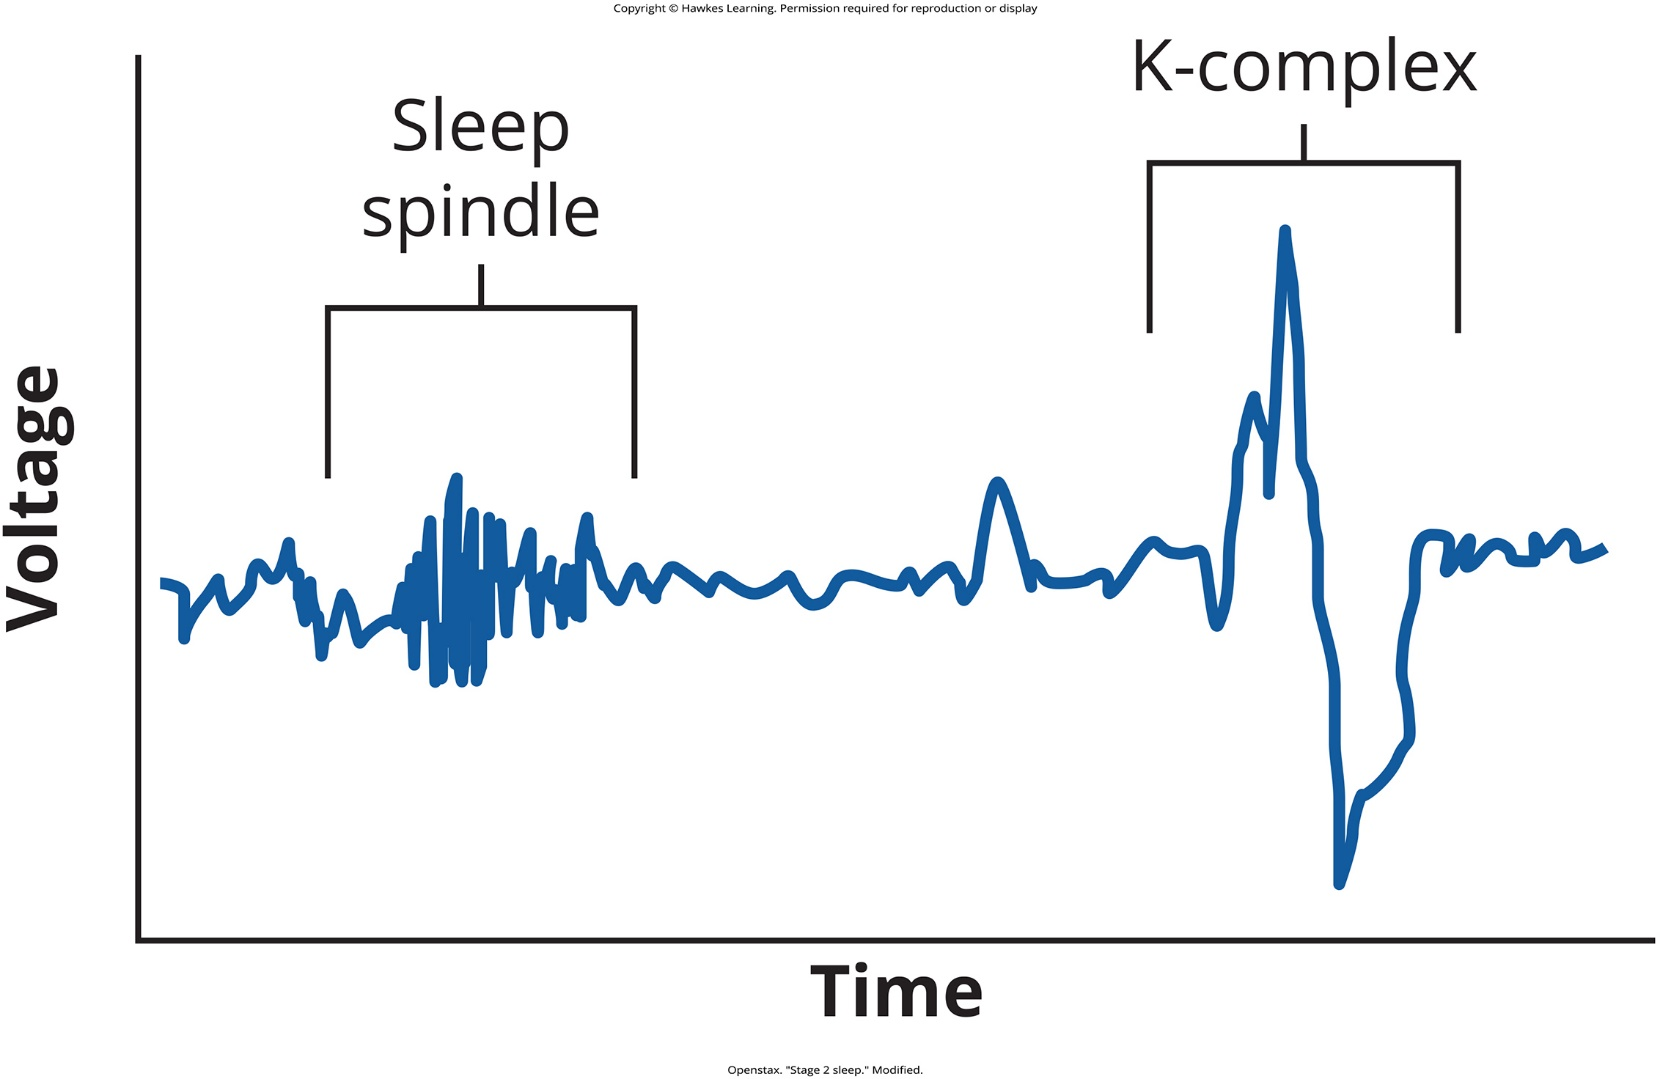 Copyright © Hawkes Learning. Permission required for reproduction or display
K-complex
Sleep
spindle
Voltage
Time
Openstax. "Stage 2 sleep." Modified.